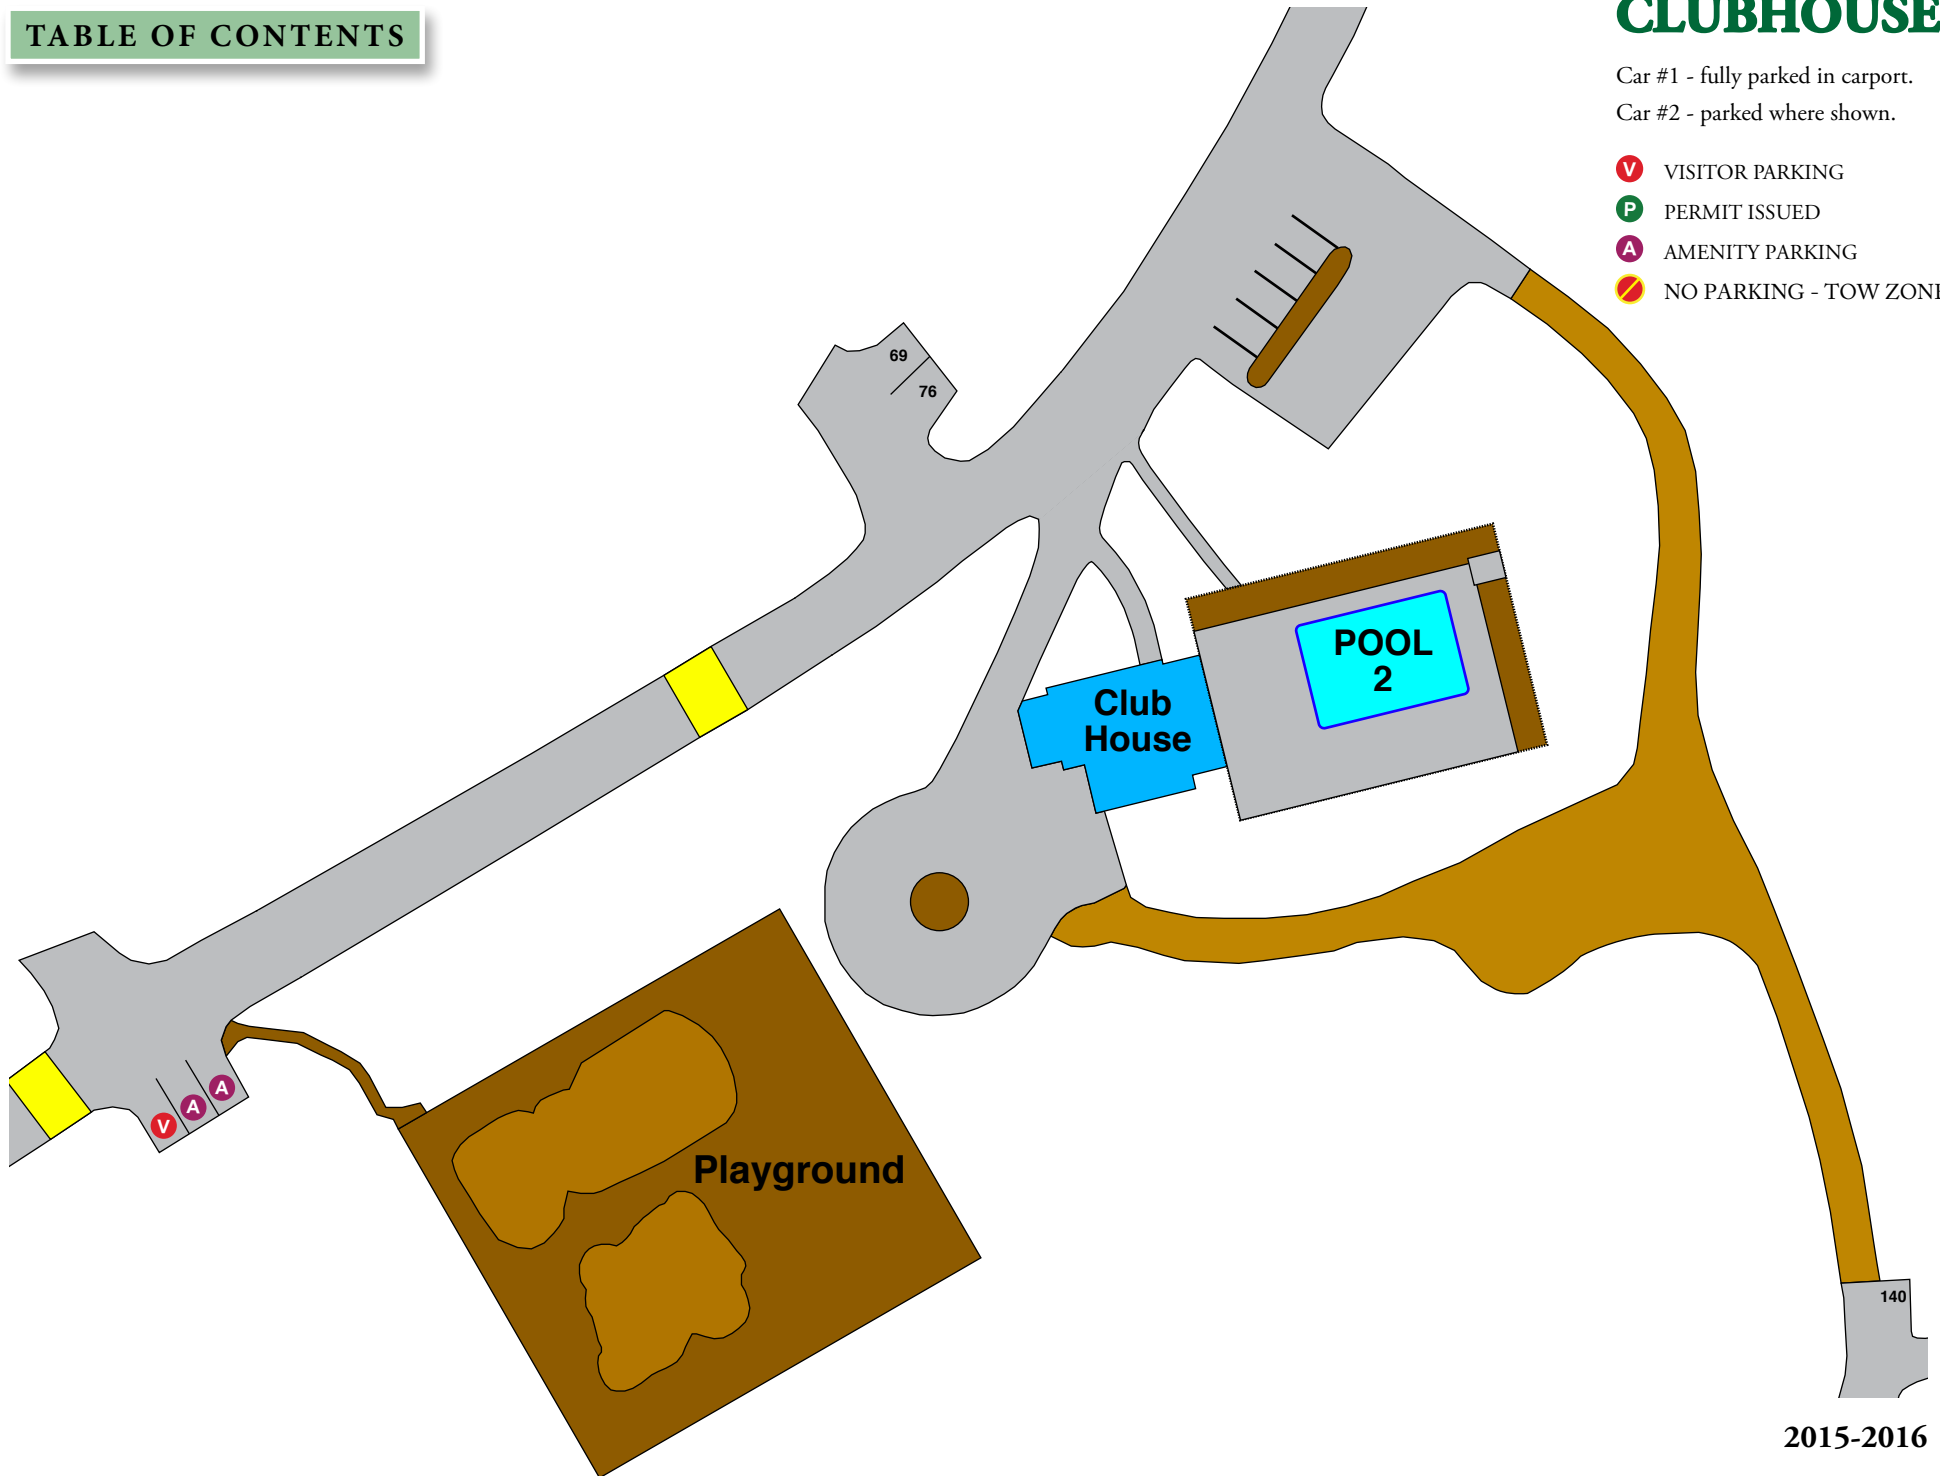 TABLE OF CONTENTS
CLUBHOUSE
Car #1 - fully parked in carport.
Car #2 - parked where shown.
V VISITOR PARKING
P PERMIT ISSUED
A AMENITY PARKING
NO PARKING - TOW ZONE
69
76
POOL
2
Club
House
A
A
V
Playground
140
2015-2016